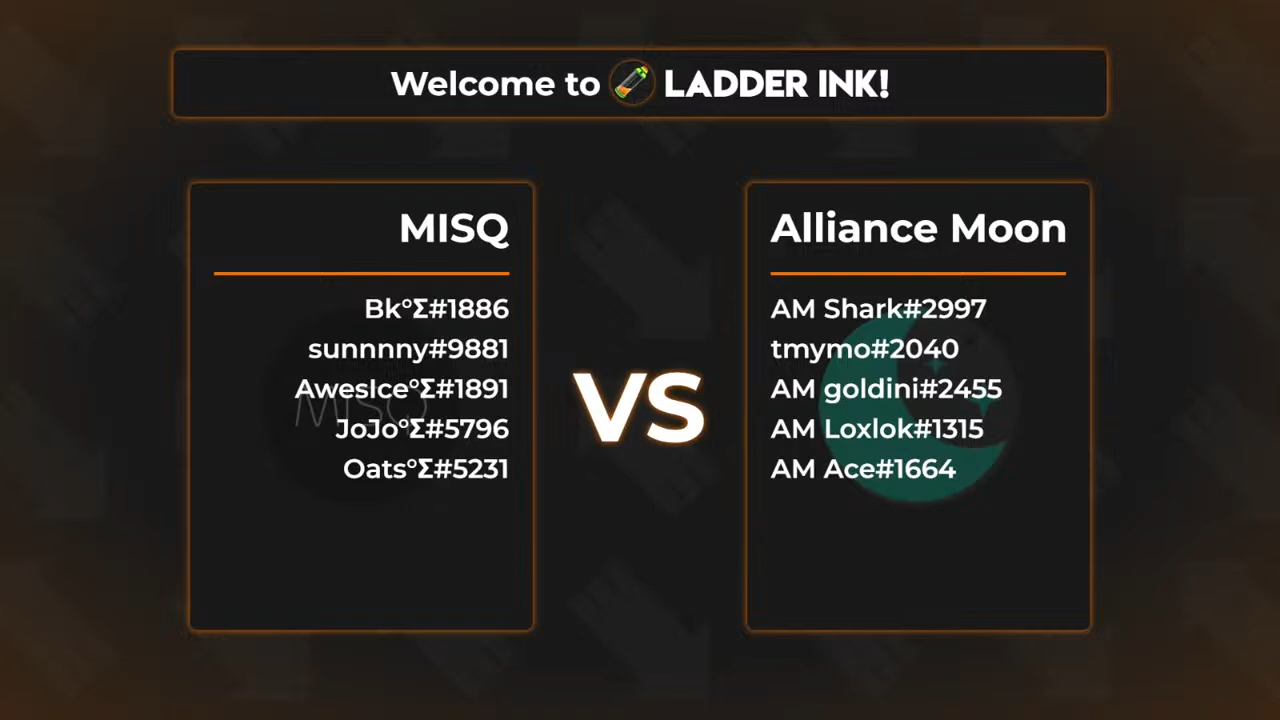 Welcome to LADDER INK!
MISQ
Bk°Σ#1886
sunnnny#9881
AwesIce°Σ#1891
JoJo°Σ#5796
Oats°Σ#5231
MISQ
VS
Alliance Moon
AM Shark#2997
tmymo#2040
AM goldini#2455
AM Loxlok#1315
AM Ace#1664